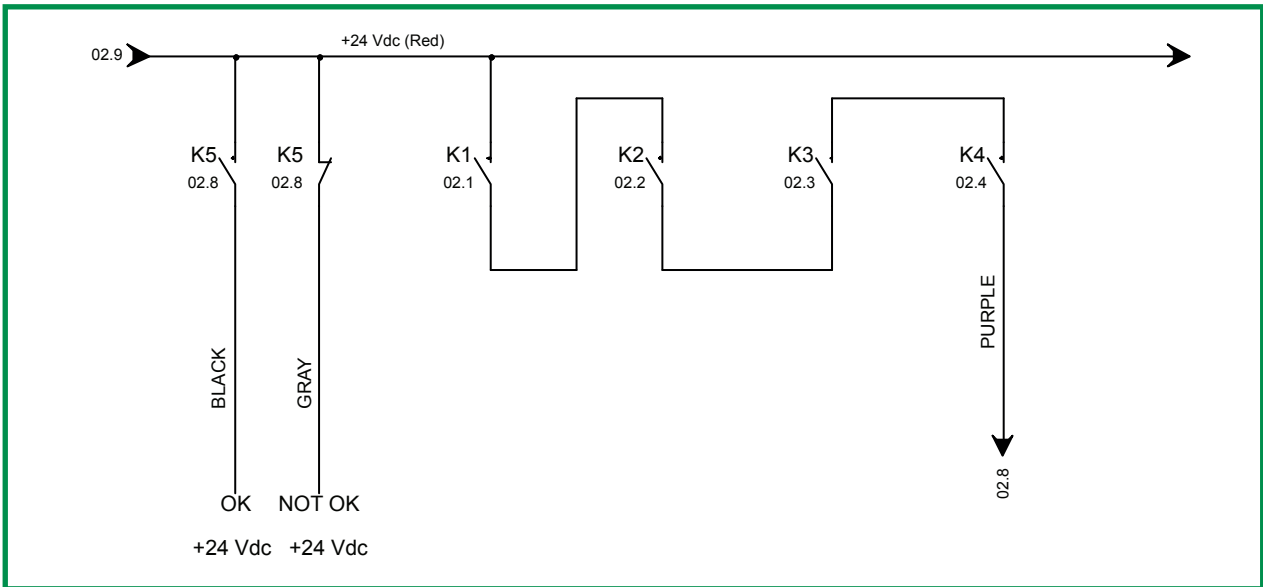 +24 Vdc (Red)
02.9
K5 K5 K1 K2 K3 K4
02.8 02.8 02.1 02.2 02.3 02.4
BLACK
GRAY
PURPLE
02.8
OK NOT OK
+24 Vdc +24 Vdc